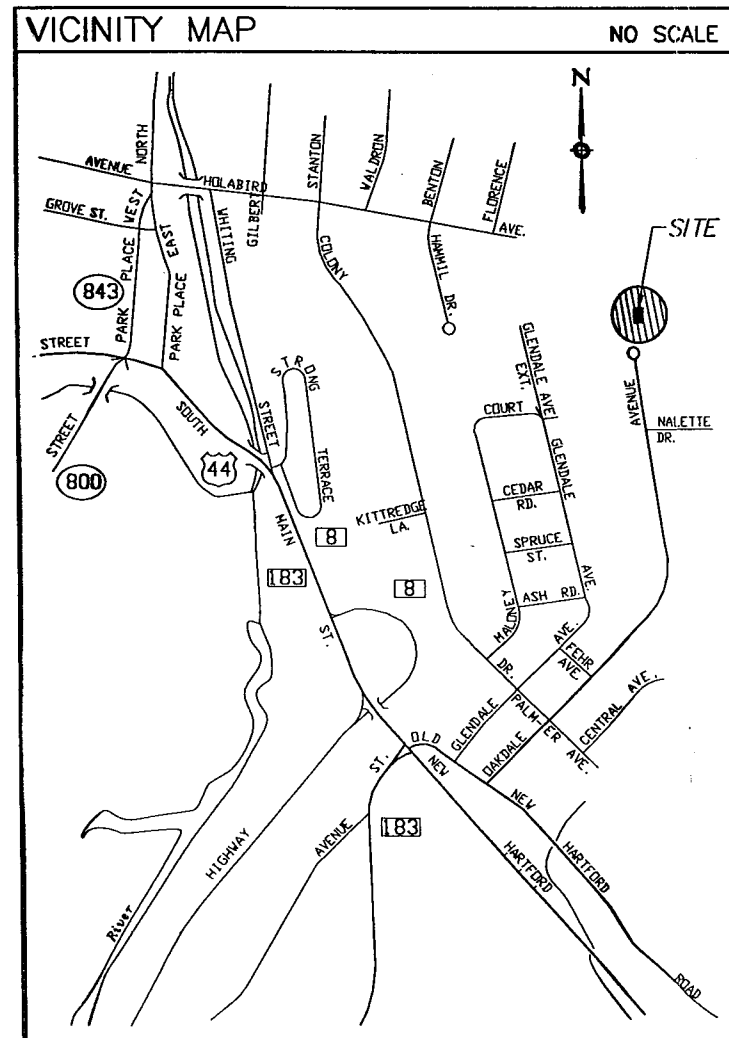 VICINITY MAP
NO SCALE
N
AVENUE
NORTH
HOLABIRD
AVE.
GROVE ST.
WEST
PARK PLACE
EAST
PARK PLACE
WHITING
STREET
GILBERT
STANTON
WALDRON
BENTON
FLORENCE
COLONY
DR.
HAMMIL DR.
SITE
843
STREET
STREET
800
SOUTH
44
MAIN
ST.
STRONG
TERRACE
8
183
8
KITTREDGE
LA.
GLENDALE AVE.
EXT.
COURT
MALONEY
GLENDALE
AVE.
CEDAR
RD.
SPRUCE
ST.
ASH RD.
AVENUE
NALETTE
DR.
AVE.
FEHR
AVE
GLENDALE
PALMER
AVE.
CENTRAL AVE.
OAKDALE
OLD
NEW
HARTFORD
ROAD
NEW
HARTFORD
ST.
183
AVENUE
HIGHWAY
River